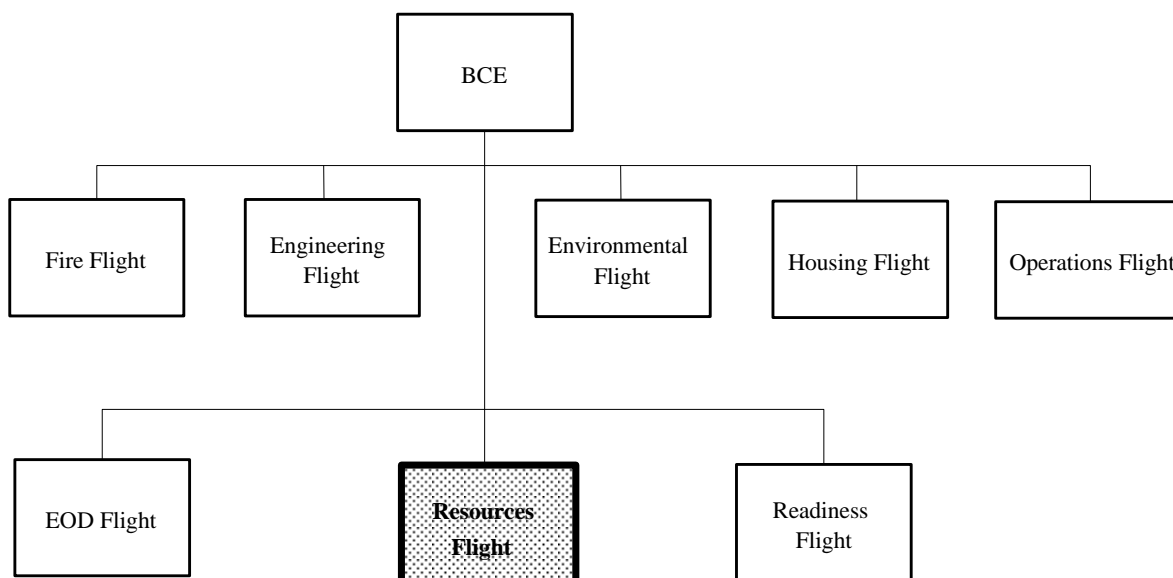 BCE
Fire Flight
Engineering
Flight
Environmental
Flight
Housing Flight
Operations Flight
EOD Flight
Resources
Flight
Readiness
Flight